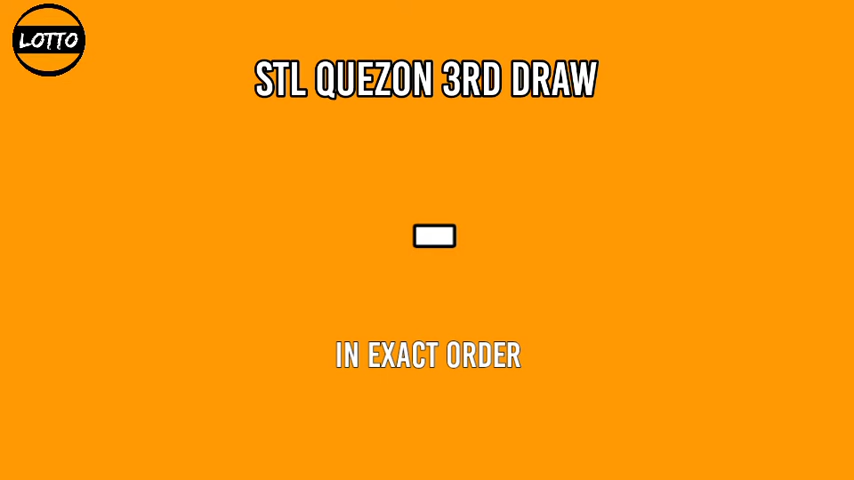 LOTTO
STL QUEZON 3RD DRAW
-
IN EXACT ORDER